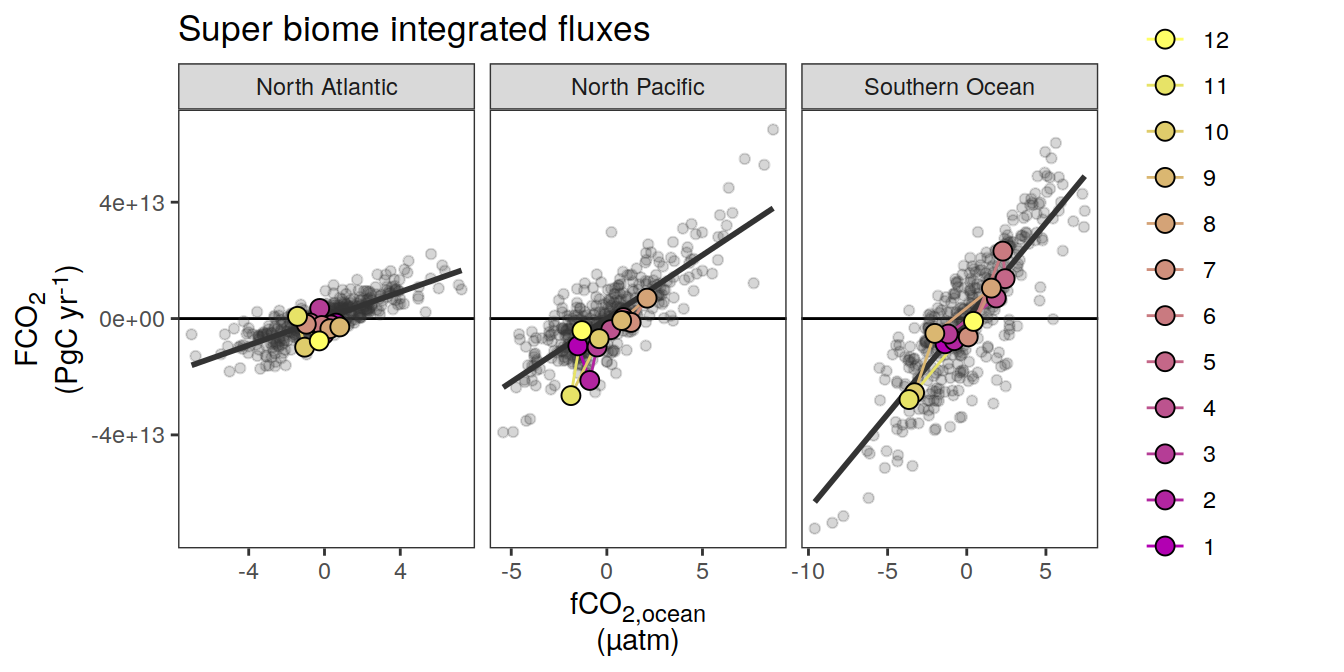 Super biome integrated fluxes
North Atlantic
North Pacific
Southern Ocean
FCO₂
(PgC yr⁻¹)
4e+13
0e+00
-4e+13
-4 0 4
-5 0 5
-10 -5 0 5
fCO₂,ocean
(µatm)
12
11
10
9
8
7
6
5
4
3
2
1